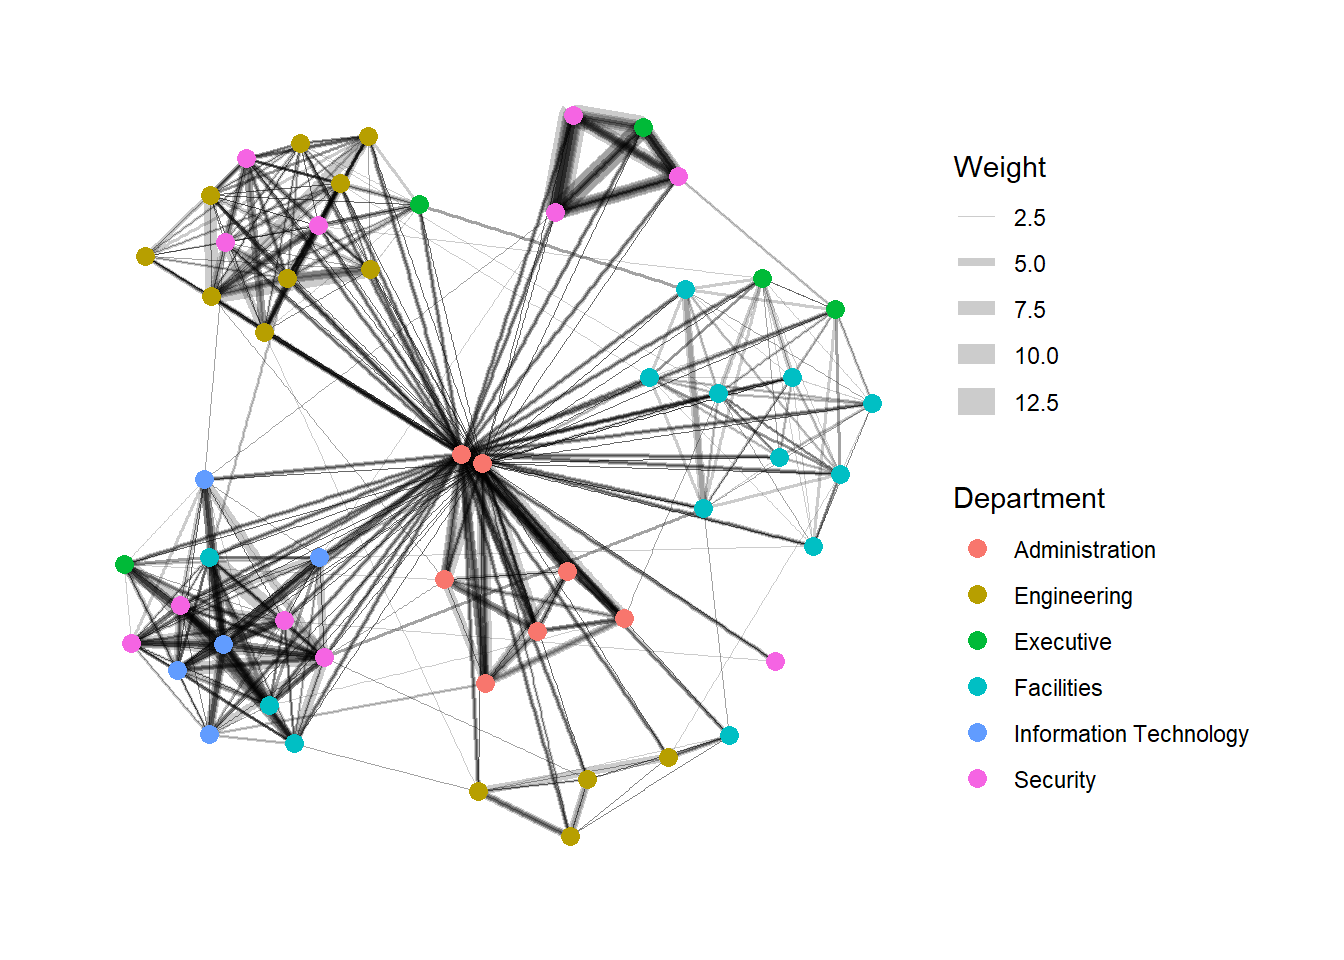 Weight
2.5
5.0
7.5
10.0
12.5
Department
Administration
Engineering
Executive
Facilities
Information Technology
Security